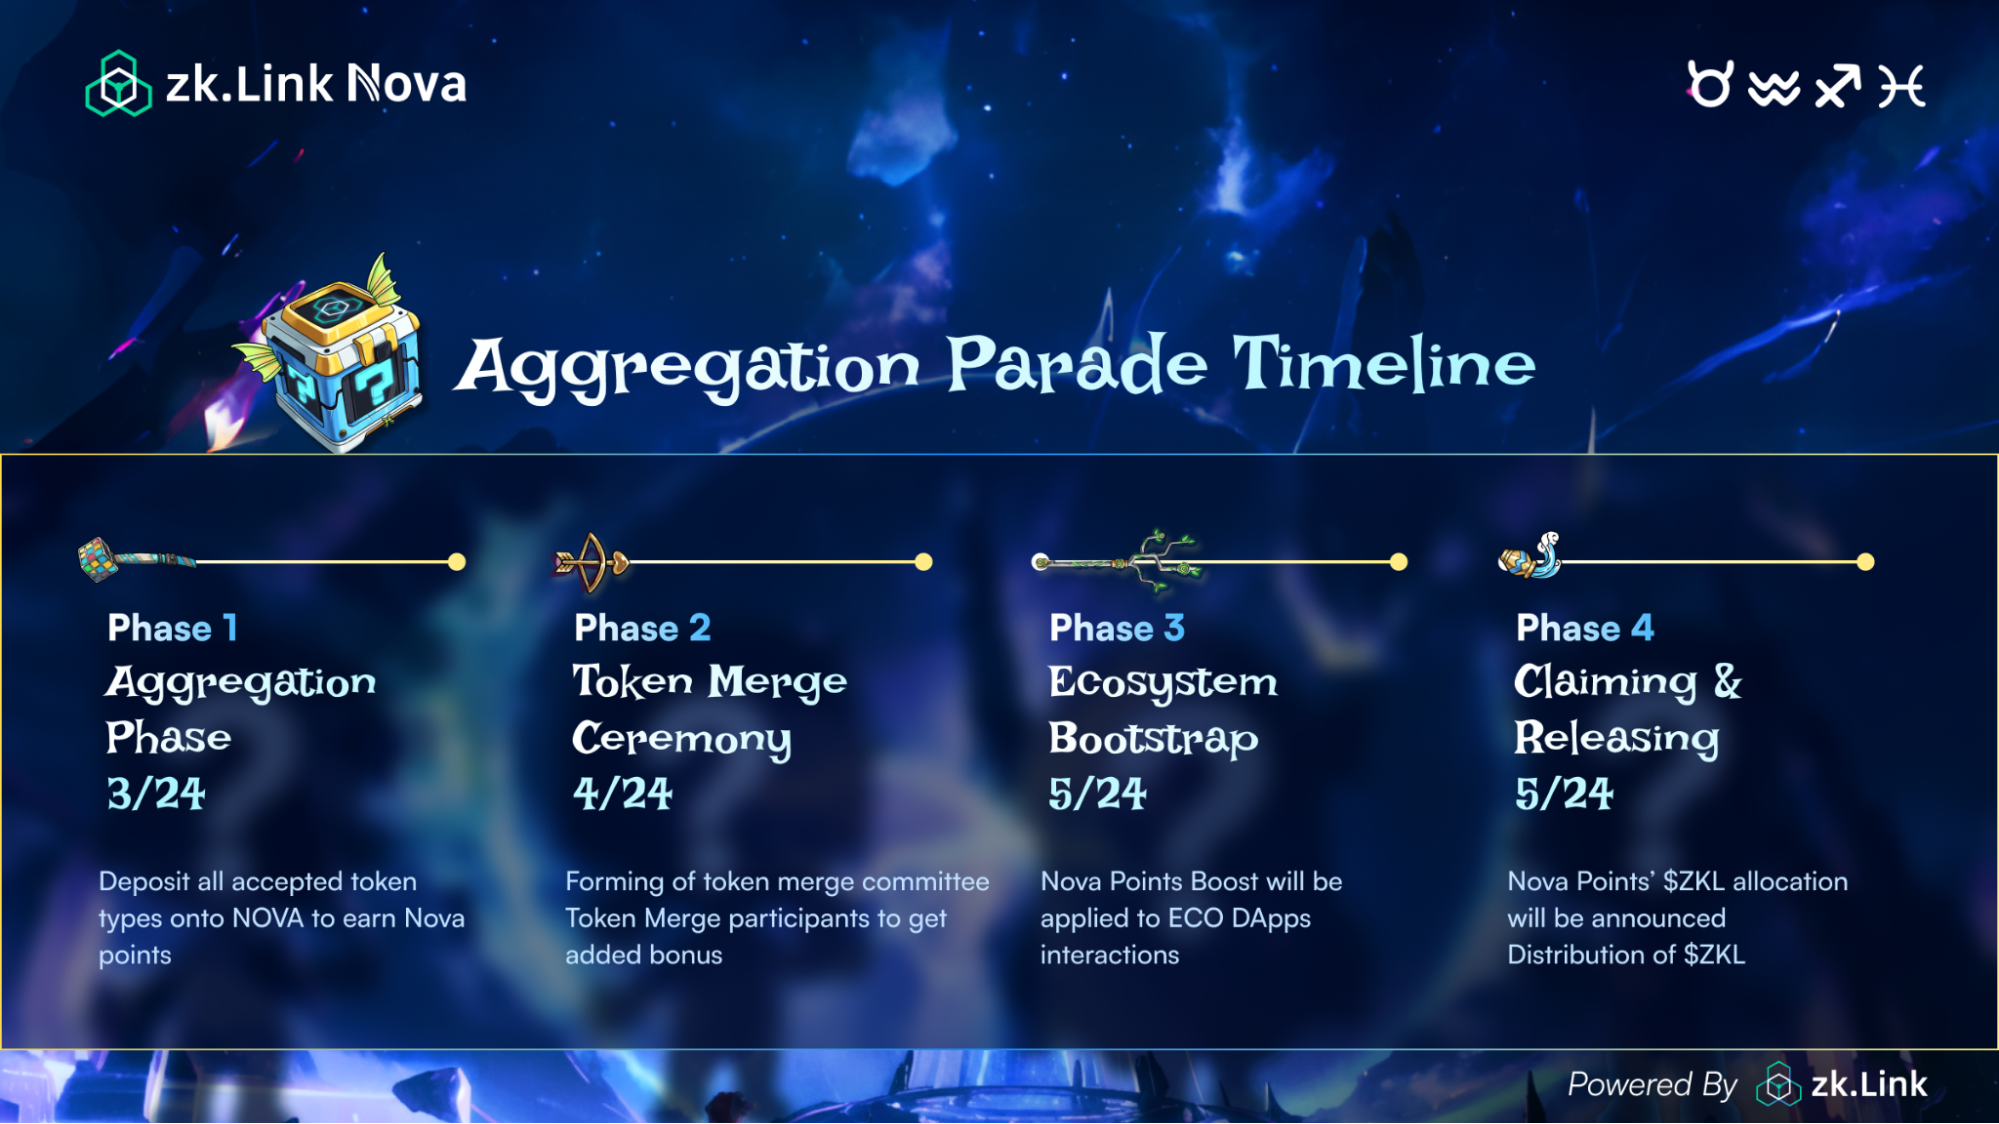 zk.Link Nova
Aggregation Parade Timeline
Phase 1
Aggregation
Phase
3/24
Deposit all accepted token
types onto NOVA to earn Nova
points
Phase 2
Token Merge
Ceremony
4/24
Forming of token merge committee
Token Merge participants to get
added bonus
Phase 3
Ecosystem
Bootstrap
5/24
Nova Points Boost will be
applied to ECO DApps
interactions
Phase 4
Claiming &
Releasing
5/24
Nova Points’ $ZKL allocation
will be announced
Distribution of $ZKL
Powered By zk.Link